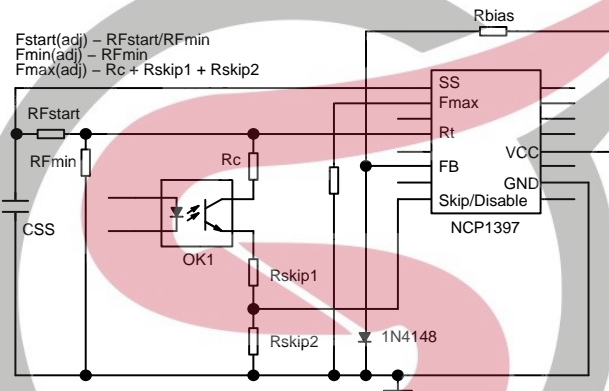 Rbias
Fstart(adj) – RFstart/RFmin
Fmin(adj) – RFmin
Fmax(adj) – Rc + Rskip1 + Rskip2
SS
Fmax
RFstart
Rt
RFmin
Rc
VCC
FB
GND
Skip/Disable
CSS
NCP1397
OK1
Rskip1
Rskip2
1N4148